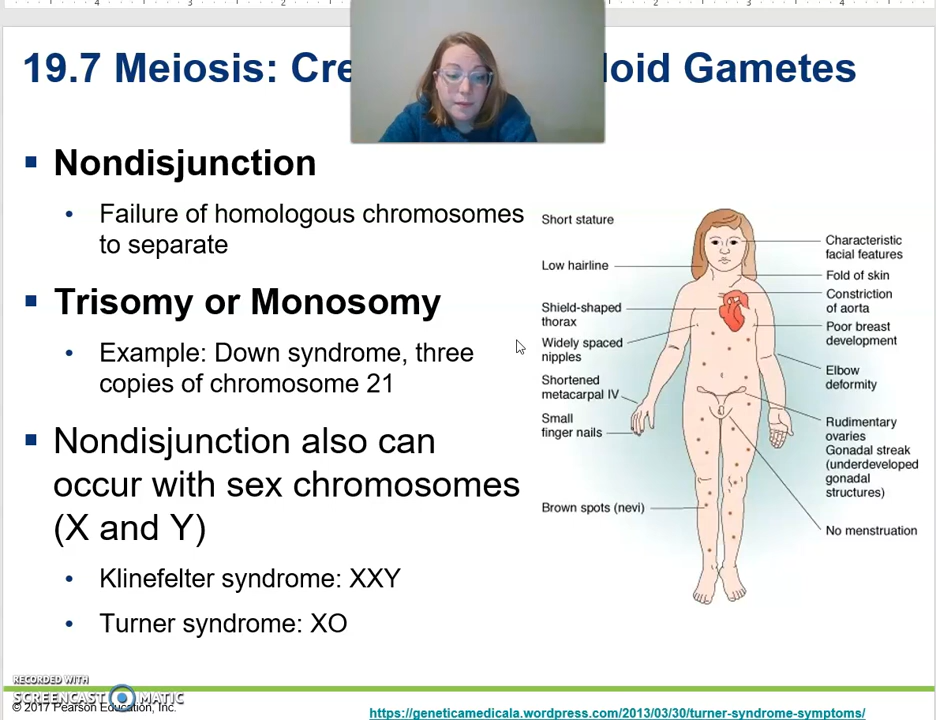 19.7 Meiosis: Cre loid Gametes
Nondisjunction
Failure of homologous chromosomes
to separate
Trisomy or Monosomy
Example: Down syndrome, three
copies of chromosome 21
Nondisjunction also can
occur with sex chromosomes
(X and Y)
Klinefelter syndrome: XXY
Turner syndrome: XO
Short stature
Low hairline
Shield-shaped
thorax
Widely spaced
nipples
Shortened
metacarpal IV
Small
finger nails
Brown spots (nevi)
Characteristic
facial features
Fold of skin
Constriction
of aorta
Poor breast
development
Elbow
deformity
Rudimentary
ovaries
Gonadal streak
(underdeveloped
gonadal
structures)
No menstruation
RECORDED WITH
SCREENCAST MATIC
© 2017 Pearson Education, Inc.
https://geneticamedicala.wordpress.com/2013/03/30/turner-syndrome-symptoms/